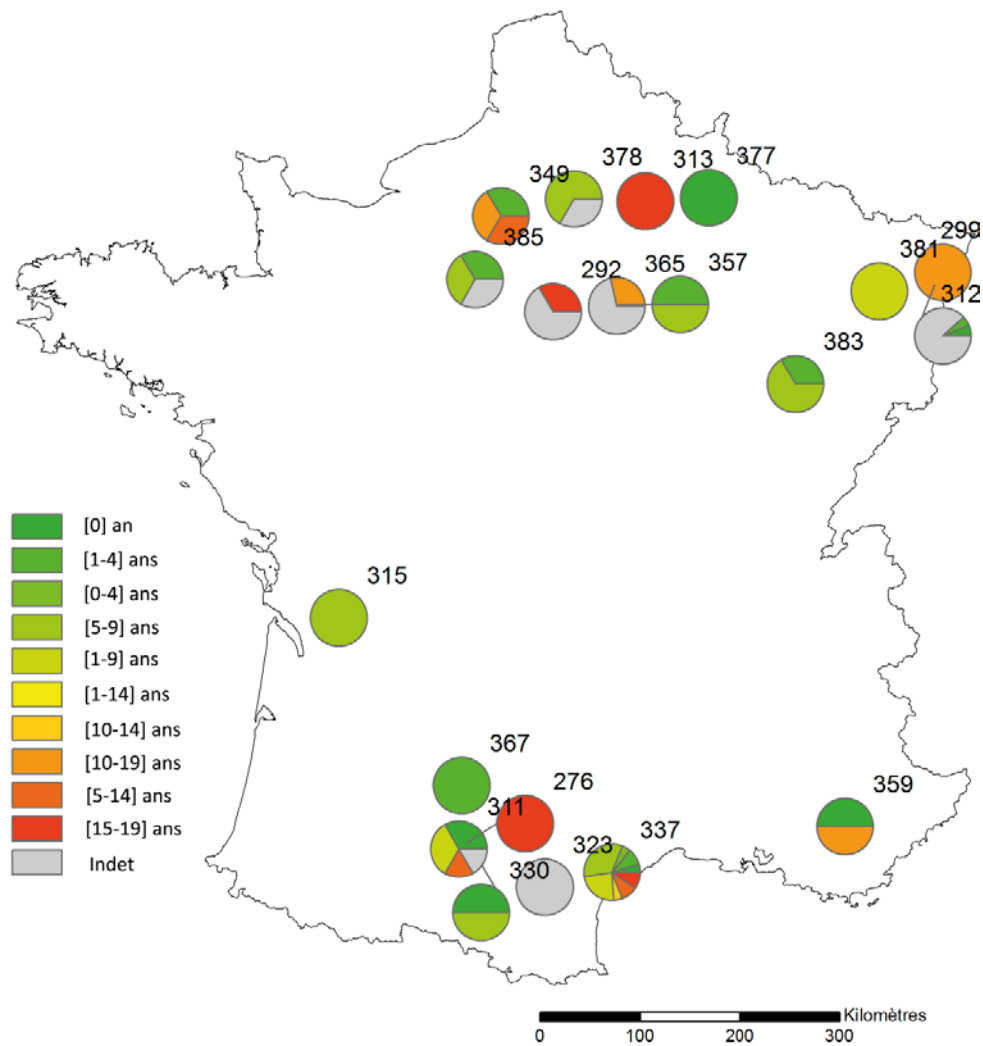 349
378
313
377
385
299
381
292
365
357
312
383
[0] an
[1-4] ans
[0-4] ans
[5-9] ans
[1-9] ans
[1-14] ans
[10-14] ans
[10-19] ans
[5-14] ans
[15-19] ans
Indet
315
367
276
311
359
323
337
330
Kilomètres
0 100 200 300